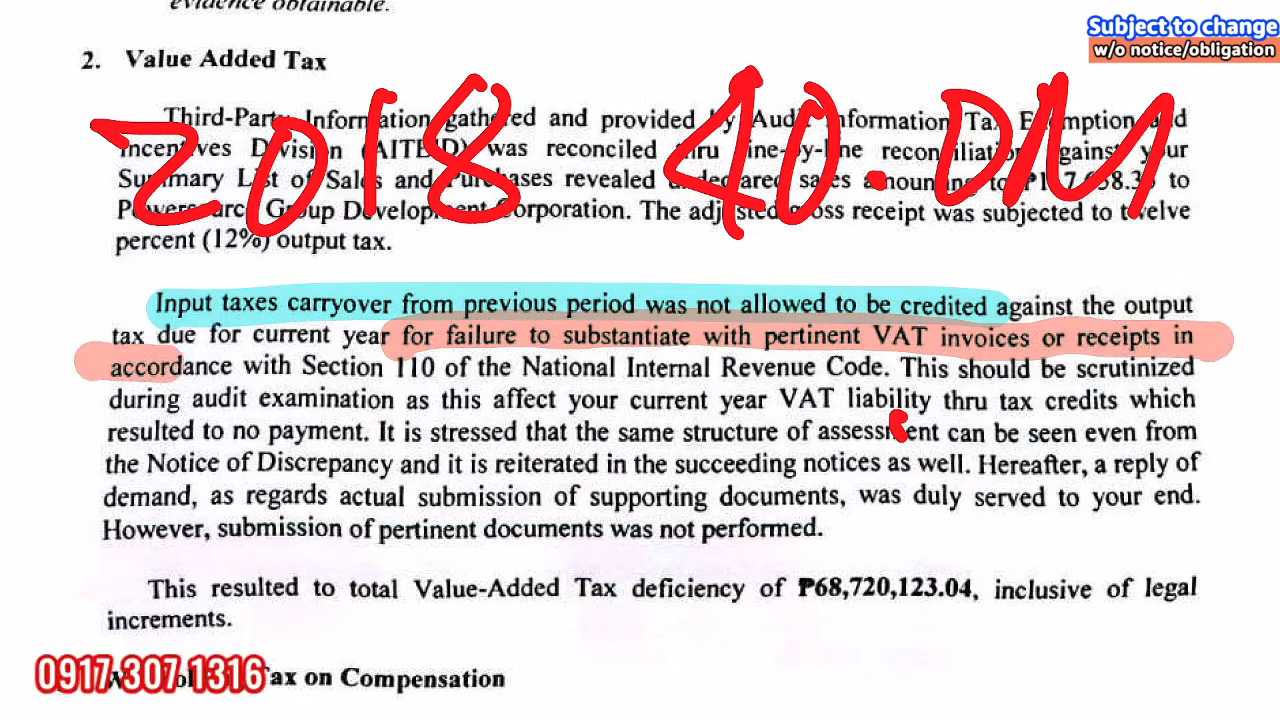 evidence obtainable.
Subject to change
w/o notice/obligation
2. Value Added Tax
2018 40.0M
Third-Party Information gathered and provided by Audit Information Tax Exemption and
Incentives Division (AITEID) was reconciled thru line-by-line reconciliation against your
Summary List of Sales and Purchases revealed undeclared sales amounting to to
Powersource Group Development Corporation. The adjusted gross receipt was subjected to twelve
percent (12%) output tax.
Input taxes carryover from previous period was not allowed to be credited against the output
tax due for current year for failure to substantiate with pertinent VAT invoices or receipts in
accordance with Section 110 of the National Internal Revenue Code. This should be scrutinized
during audit examination as this affect your current year VAT liability thru tax credits which
resulted to no payment. It is stressed that the same structure of assessment can be seen even from
the Notice of Discrepancy and it is reiterated in the succeeding notices as well. Hereafter, a reply of
demand, as regards actual submission of supporting documents, was duly served to your end.
However, submission of pertinent documents was not performed.
This resulted to total Value-Added Tax deficiency of ₱68,720,123.04, inclusive of legal
increments.
0917 307 1316
Tax on Compensation